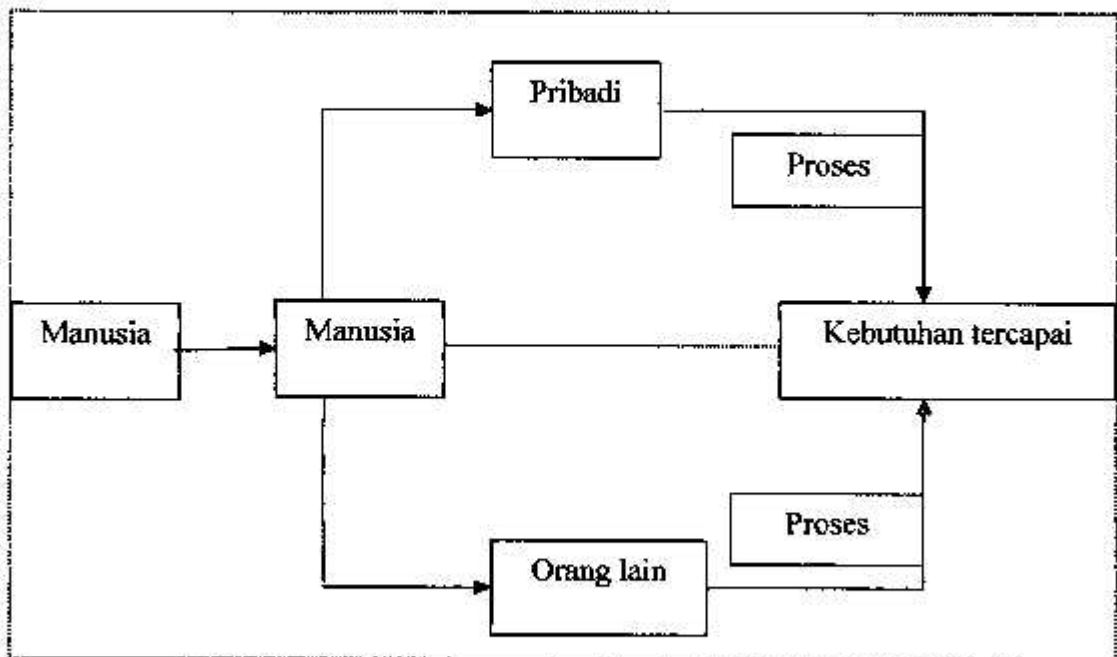 Pribadi
Proses
Manusia
Manusia
Kebutuhan tercapai
Proses
Orang lain